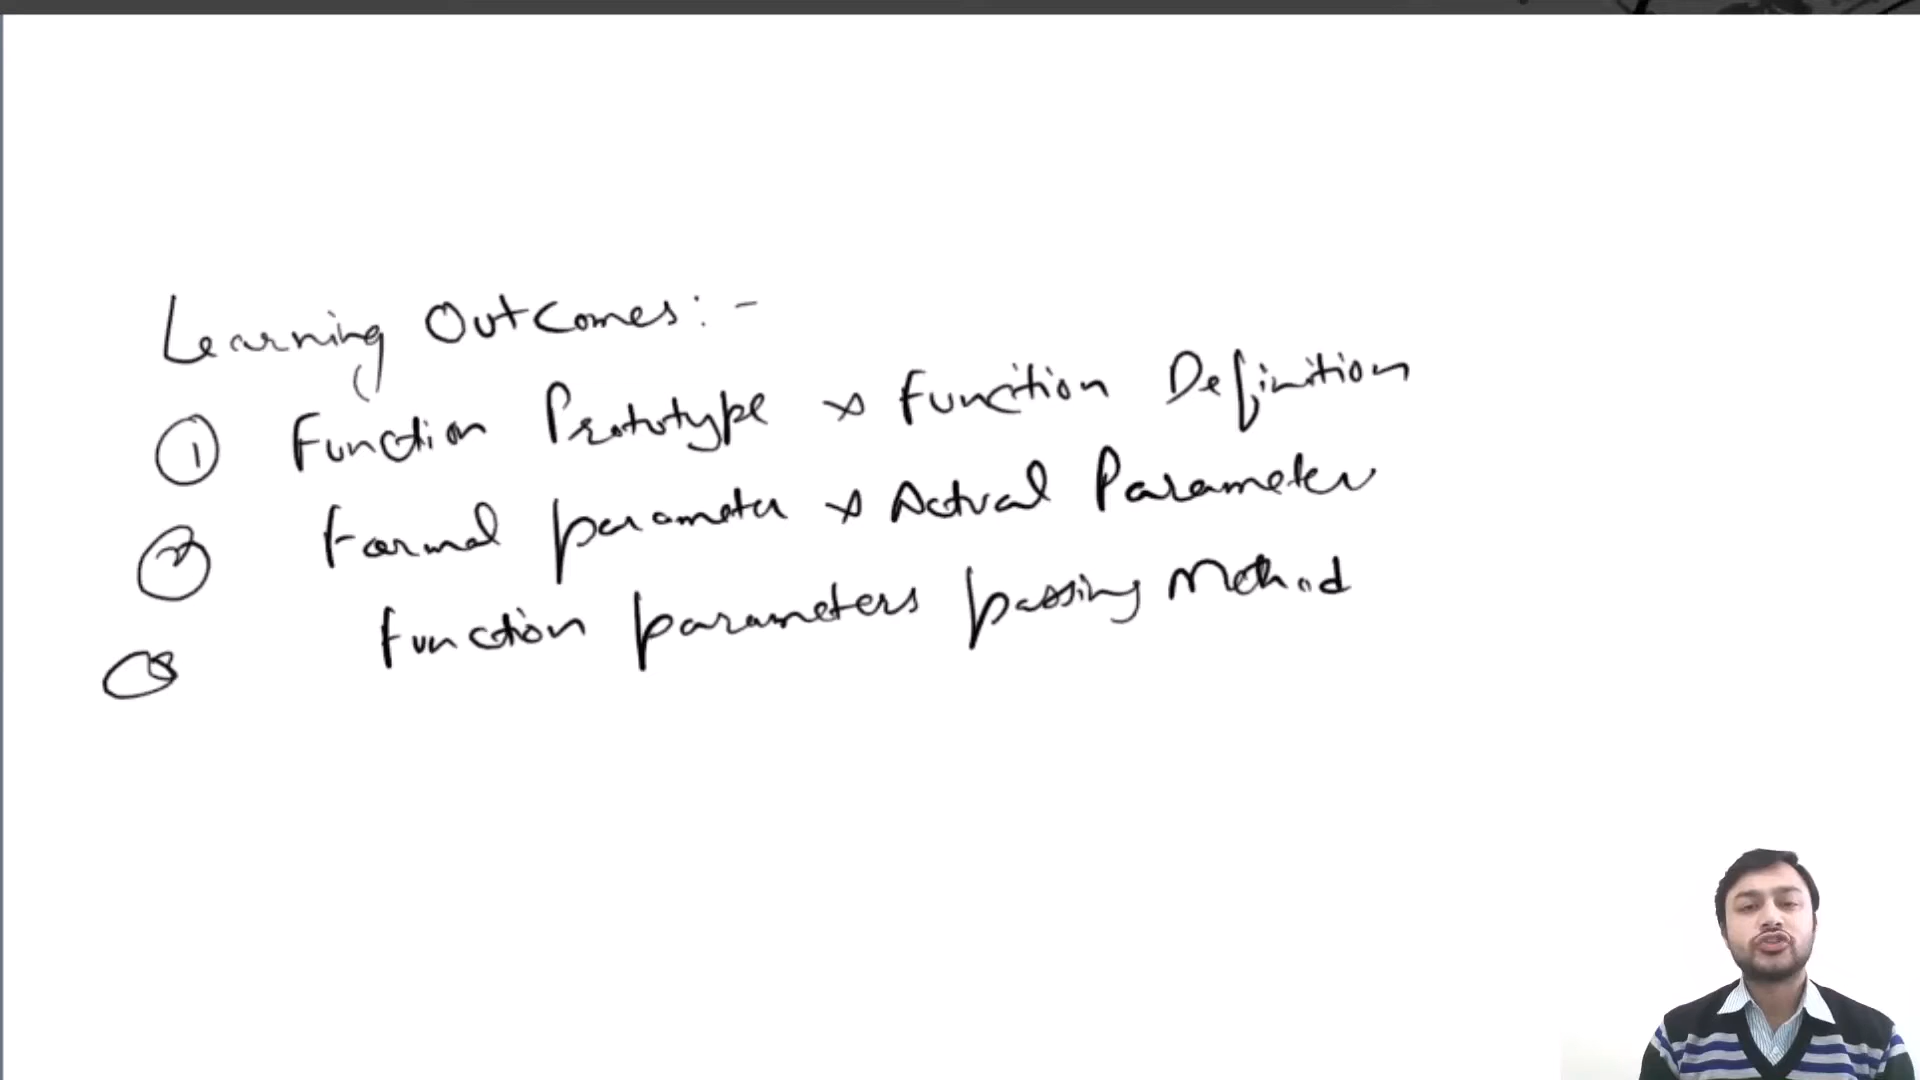 Learning Outcomes: -
① Function Prototype & Function Definition
② Formal parameter & Actual Parameter
③ function parameters passing Method